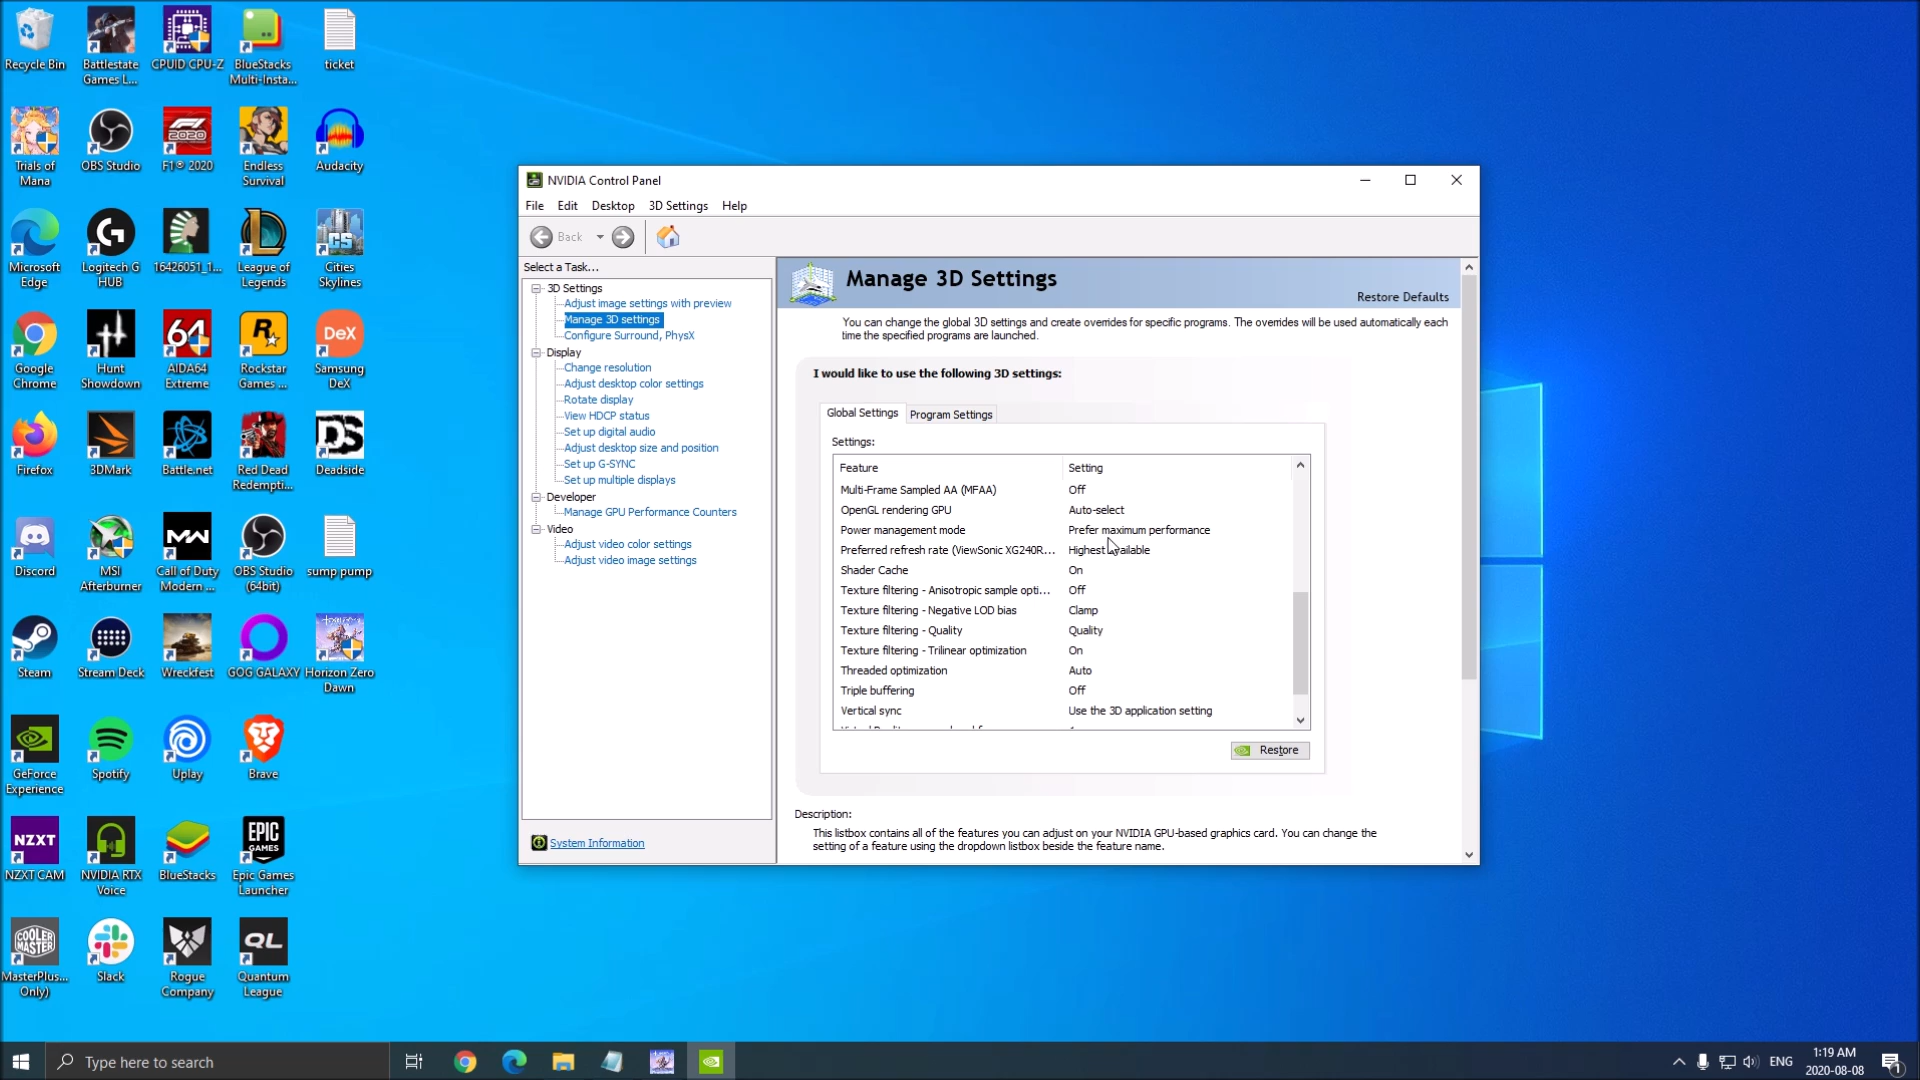 Recycle Bin
Battlestate
Games L...
CPUID CPU-Z
BlueStacks
Multi-Insta...
ticket
Trials of
Mana
OBS Studio
F1® 2020
Endless
Survival
Audacity
Microsoft
Edge
Logitech G
HUB
16426051_1...
League of
Legends
Cities
Skylines
Google
Chrome
Hunt
Showdown
AIDA64
Extreme
Rockstar
Games ...
Samsung
DeX
Firefox
3DMark
Battle.net
Red Dead
Redempti...
Deadside
Discord
MSI
Afterburner
Call of Duty
Modern ...
OBS Studio
(64bit)
sump pump
Steam
Stream Deck
Wreckfest
GOG GALAXY
Horizon Zero
Dawn
GeForce
Experience
Spotify
Uplay
Brave
NZXT
NZXT CAM
NVIDIA RTX
Voice
BlueStacks
EPIC
GAMES
Epic Games
Launcher
COOLER
MASTER
MasterPlus...
Only)
Slack
Rogue
Company
QL
Quantum
League
2020
64
R
DeX
DS
MW
CS
NVIDIA Control Panel
File Edit Desktop 3D Settings Help
Back
Select a Task...
3D Settings
Adjust image settings with preview
Manage 3D settings
Configure Surround, PhysX
Display
Change resolution
Adjust desktop color settings
Rotate display
View HDCP status
Set up digital audio
Adjust desktop size and position
Set up G-SYNC
Set up multiple displays
Developer
Manage GPU Performance Counters
Video
Adjust video color settings
Adjust video image settings
System Information
Manage 3D Settings
Restore Defaults
You can change the global 3D settings and create overrides for specific programs. The overrides will be used automatically each
time the specified programs are launched.
I would like to use the following 3D settings:
Global Settings Program Settings
Settings:
Feature Setting
Multi-Frame Sampled AA (MFAA) Off
OpenGL rendering GPU Auto-select
Power management mode Prefer maximum performance
Preferred refresh rate (ViewSonic XG240R... Highest available
Shader Cache On
Texture filtering - Anisotropic sample opti... Off
Texture filtering - Negative LOD bias Clamp
Texture filtering - Quality Quality
Texture filtering - Trilinear optimization On
Threaded optimization Auto
Triple buffering Off
Vertical sync Use the 3D application setting
Restore
Description:
This listbox contains all of the features you can adjust on your NVIDIA GPU-based graphics card. You can change the
setting of a feature using the dropdown listbox beside the feature name.
Type here to search
ENG
1:19 AM
2020-08-08
1